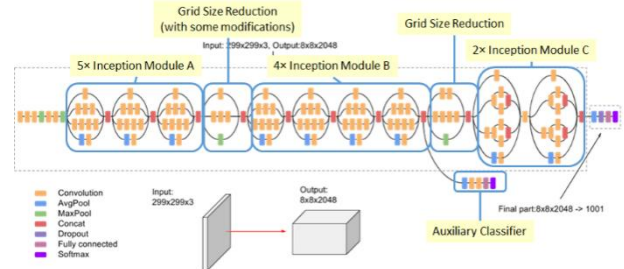 Grid Size Reduction
(with some modifications)
Grid Size Reduction
Input: 299x299x3, Output:8x8x2048
5× Inception Module A
4× Inception Module B
2× Inception Module C
Convolution
AvgPool
MaxPool
Concat
Dropout
Fully connected
Softmax
Input:
299x299x3
Output:
8x8x2048
Auxiliary Classifier
Final part:8x8x2048 -> 1001